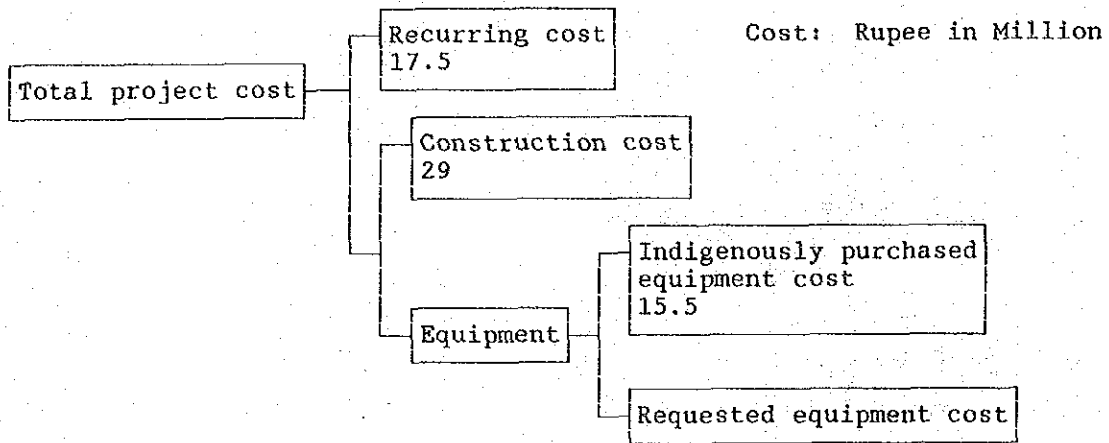 Recurring cost
17.5
Cost: Rupee in Million
Total project cost
Construction cost
29
Indigenously purchased
equipment cost
15.5
Equipment
Requested equipment cost